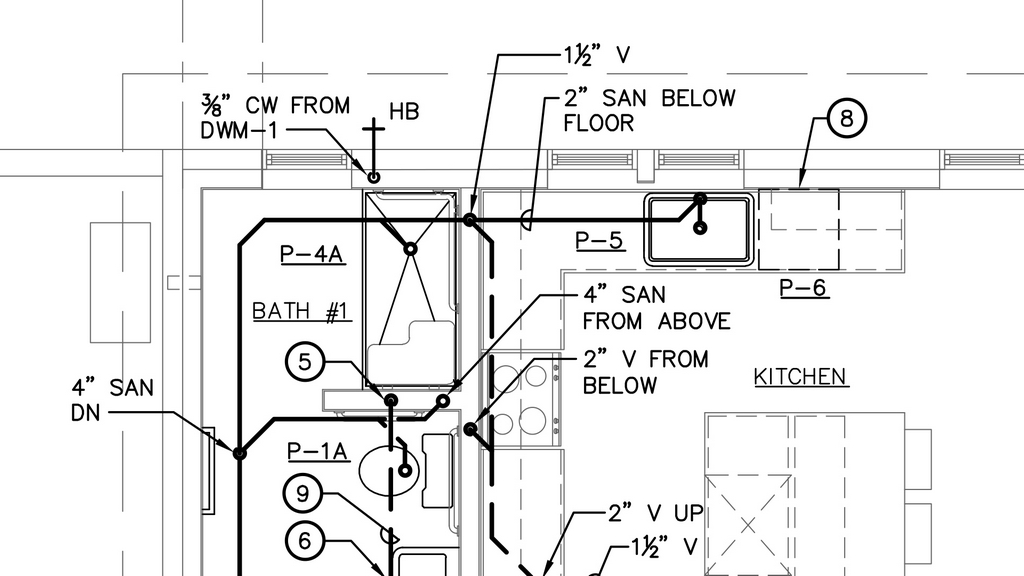 1½” V
2” SAN BELOW
FLOOR
⅜” CW FROM
DWM-1
HB
8
P-5
P-4A
P-6
BATH #1
4” SAN
FROM ABOVE
5
2” V FROM
BELOW
KITCHEN
4” SAN
DN
P-1A
9
2” V UP
6
1½” V